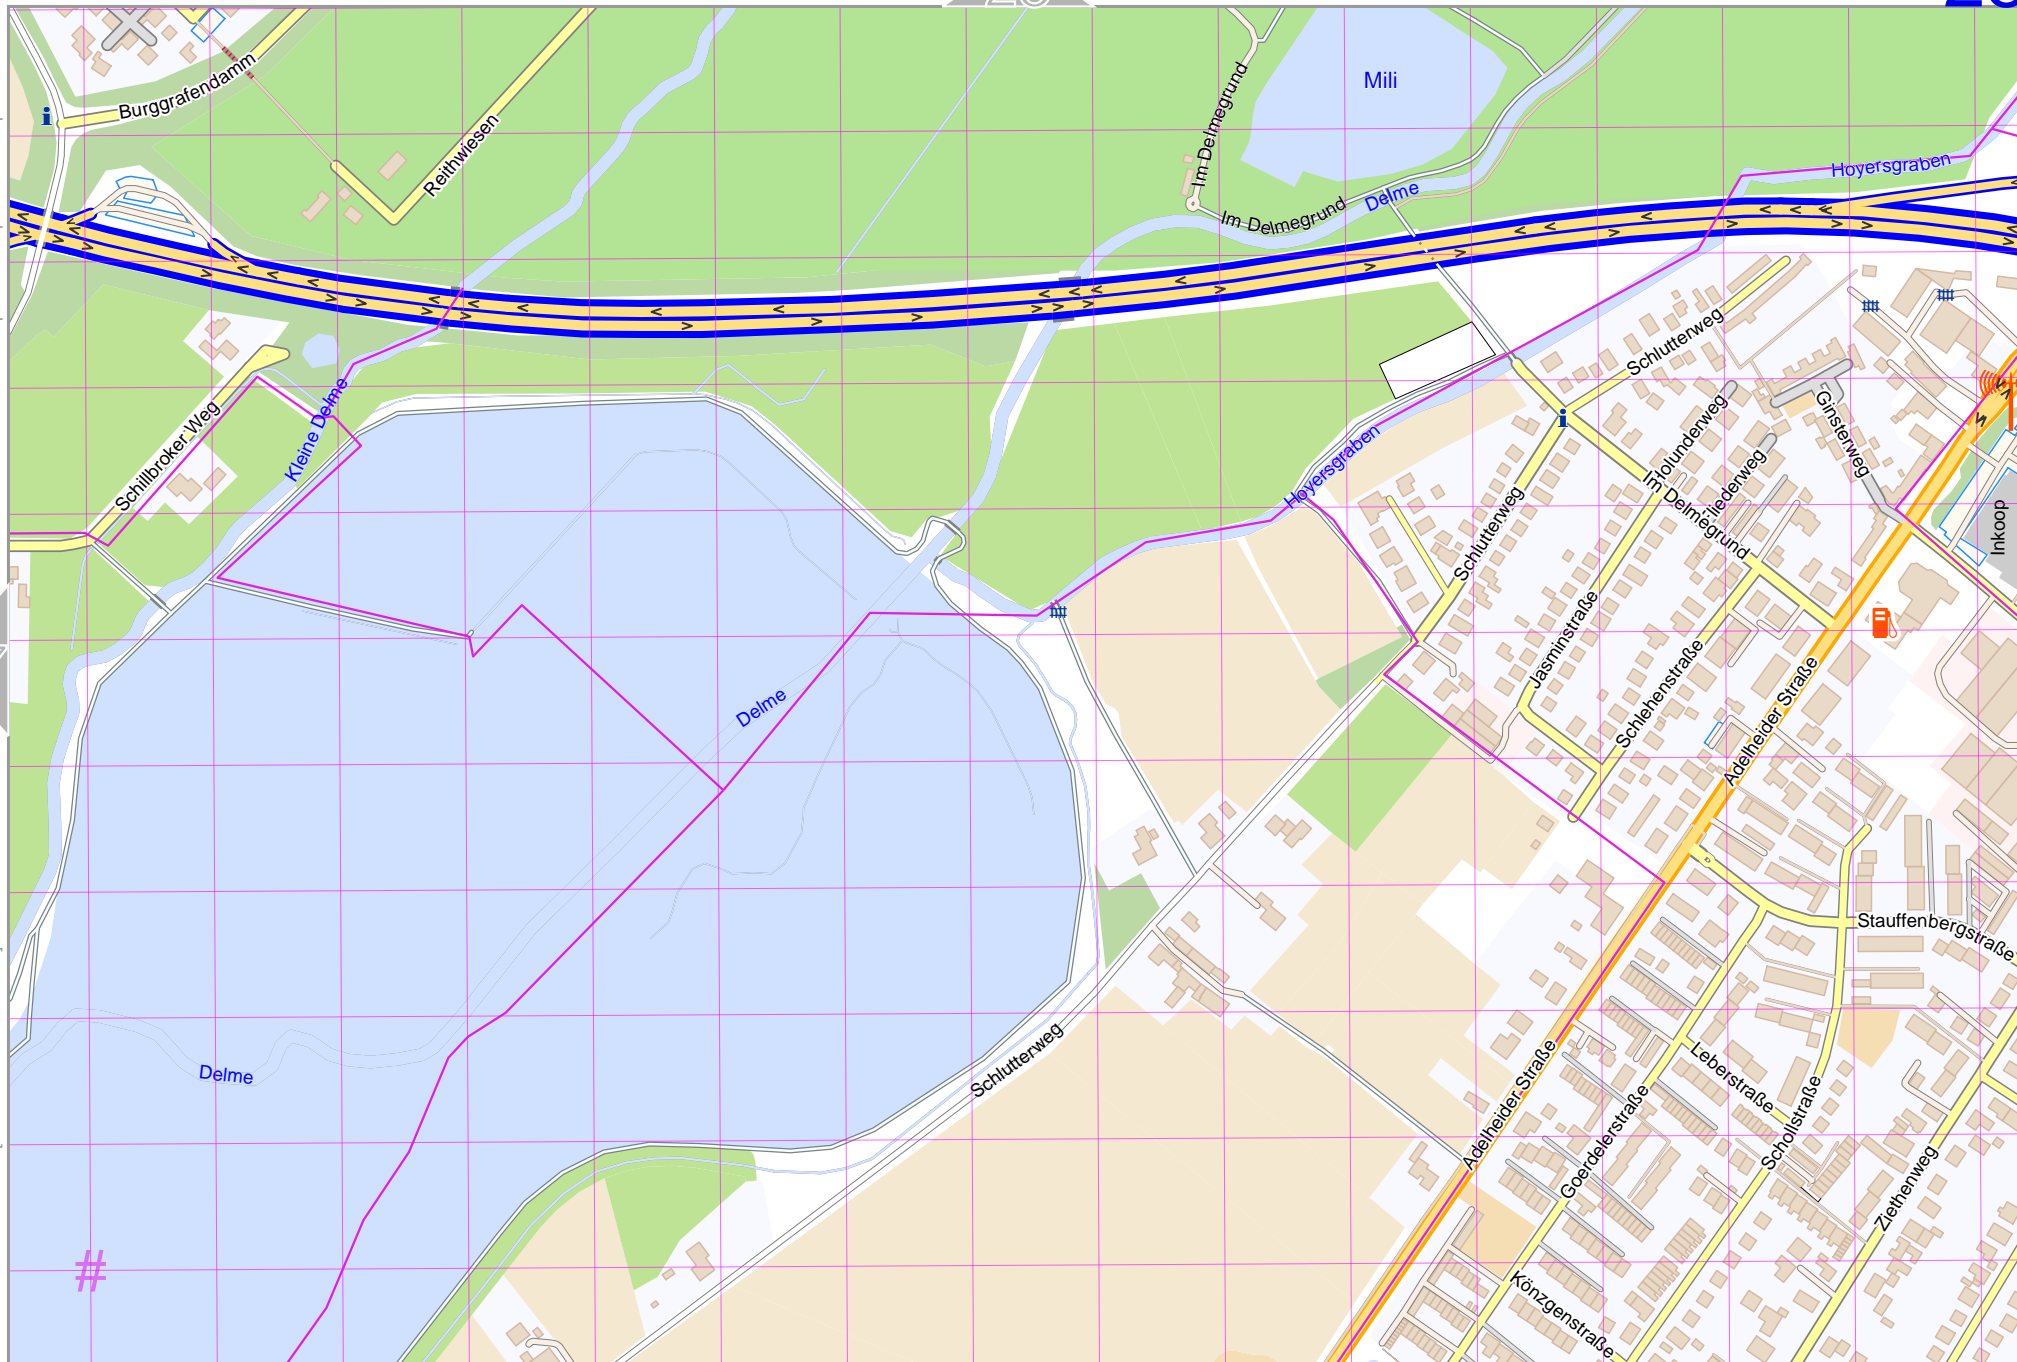 Mili
Burggrafendamm
Reithwiesen
Im Delmegrund
Im Delmegrund
Delme
Hoyersgraben
Schlutterweg
Schillbroker Weg
Kleine Delme
Hoyersgraben
Holunderweg
Ginsterweg
Schlutterweg
Im Delmegrund
Inkoop
Jasminstraße
Schlehenstraße
Delme
Adelheider Straße
Stauffenbergstraße
Delme
Schlutterweg
Adelheider Straße
Leberstraße
Goerdelerstraße
Schollstraße
Ziethenweg
#
Könzgenstraße